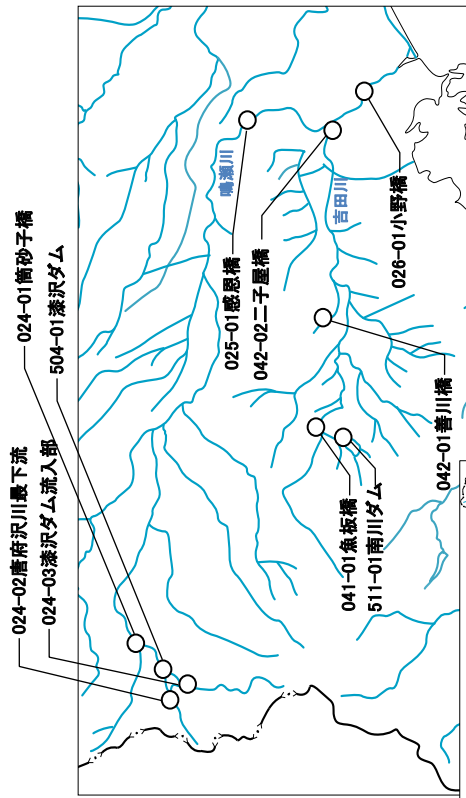 024-02唐府沢川最下流
024-03漆沢ダム流入部
024-01筒砂子橋
504-01漆沢ダム
025-01感恩橋
042-02二子屋橋
鳴瀬川
吉田川
026-01小野橋
041-01魚板橋
511-01南川ダム
042-01善川橋